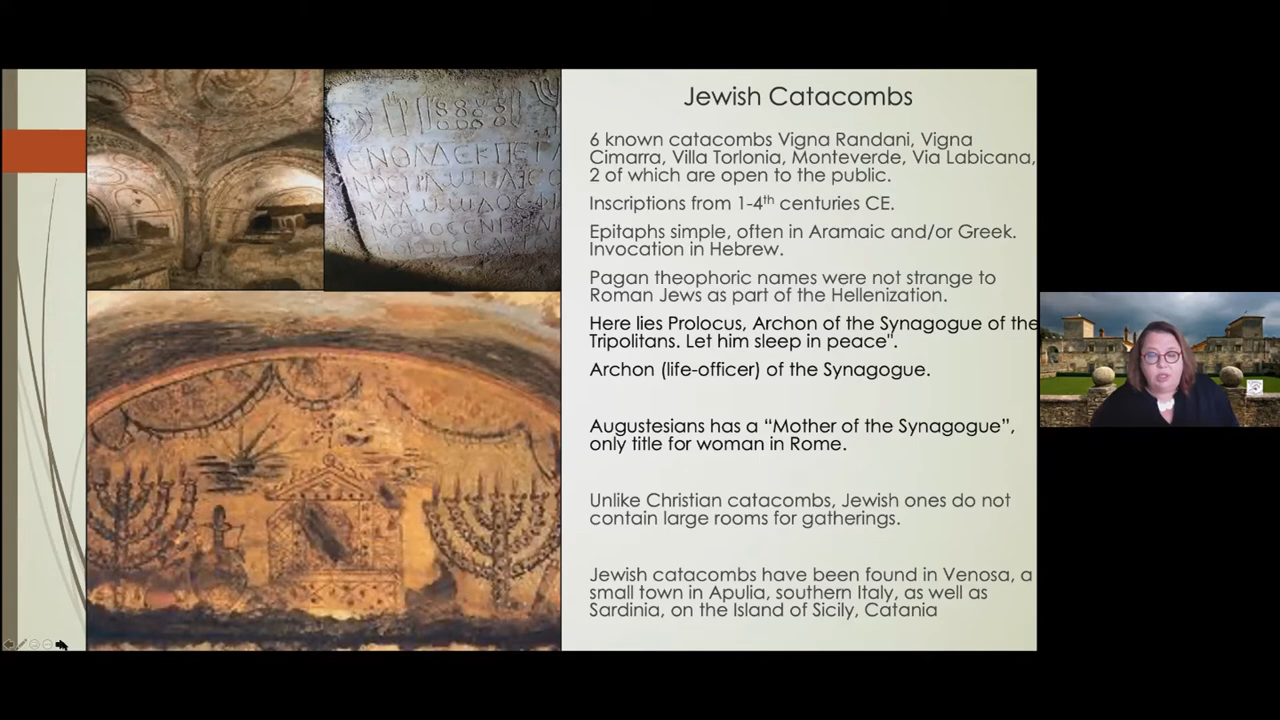 Jewish Catacombs
6 known catacombs Vigna Randani, Vigna
Cimarra, Villa Torlonia, Monteverde, Via Labicana,
2 of which are open to the public.
Inscriptions from 1-4th centuries CE.
Epitaphs simple, often in Aramaic and/or Greek.
Invocation in Hebrew.
Pagan theophoric names were not strange to
Roman Jews as part of the Hellenization.
Here lies Prolocus, Archon of the Synagogue of the
Tripolitans. Let him sleep in peace".
Archon (life-officer) of the Synagogue.
Augustesians has a “Mother of the Synagogue”,
only title for woman in Rome.
Unlike Christian catacombs, Jewish ones do not
contain large rooms for gatherings.
Jewish catacombs have been found in Venosa, a
small town in Apulia, southern Italy, as well as
Sardinia, on the Island of Sicily, Catania